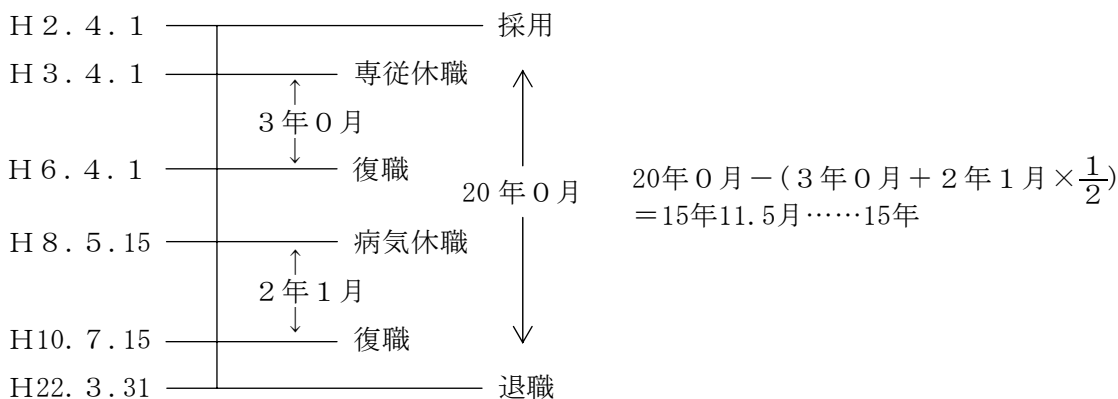 H２.４.１ 採用
H３.４.１ 専従休職
３年０月
H６.４.１ 復職
20年０月
H８.５.15 病気休職
２年１月
H10.７.15 復職
H22.３.31 退職
20年０月－(３年０月＋２年１月×1/2)
＝15年11.5月……15年